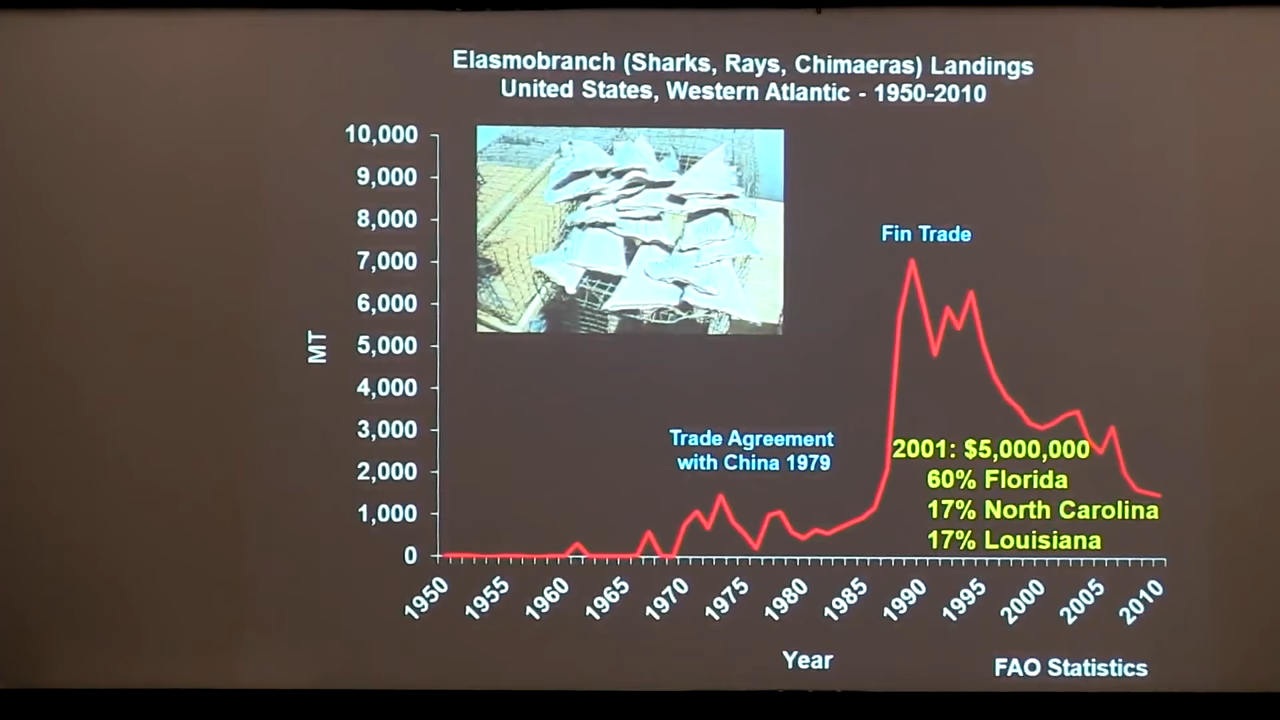 Elasmobranch (Sharks, Rays, Chimaeras) Landings
United States, Western Atlantic - 1950-2010
10,000
9,000
8,000
7,000
6,000
5,000
4,000
3,000
2,000
1,000
0
MT
Fin Trade
Trade Agreement
with China 1979
2001: $5,000,000
60% Florida
17% North Carolina
17% Louisiana
1950
1955
1960
1965
1970
1975
1980
1985
1990
1995
2000
2005
2010
Year
FAO Statistics